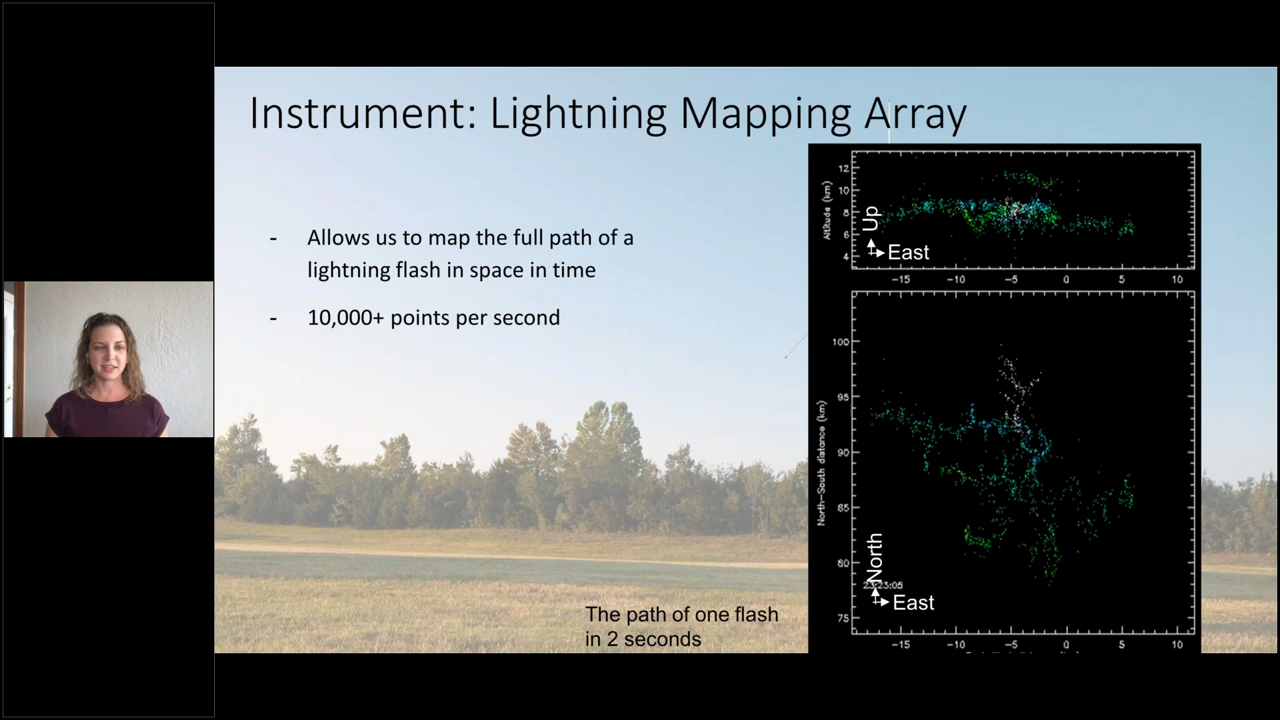 Instrument: Lightning Mapping Array
- Allows us to map the full path of a
lightning flash in space in time
- 10,000+ points per second
The path of one flash
in 2 seconds
Altitude (km)
12
10
8
6
4
Up
East
-15 -10 -5 0 5 10
North-South distance (km)
100
95
90
85
80
75
North
23:23:05
East
-15 -10 -5 0 5 10